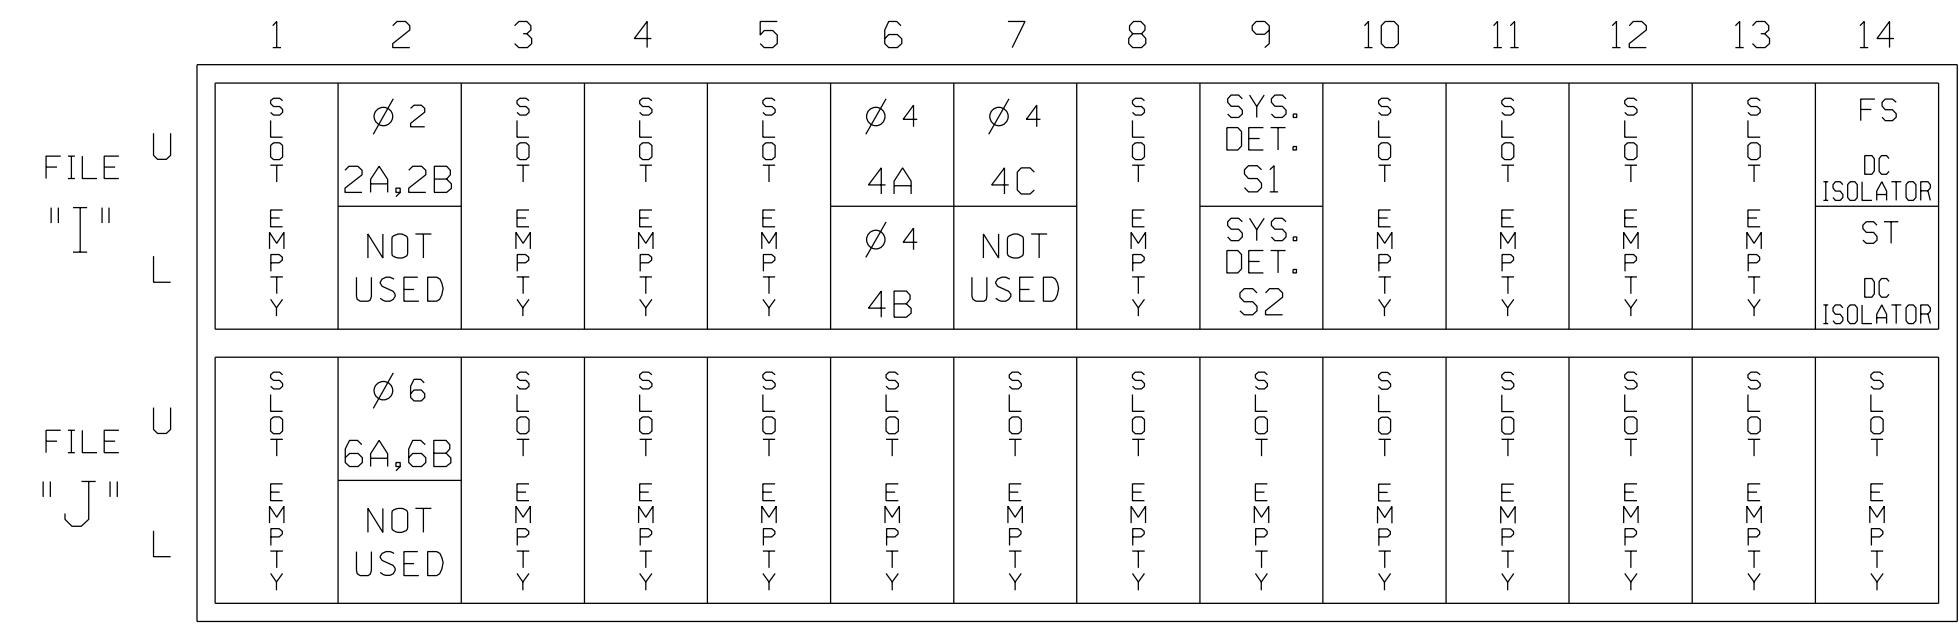 1 2 3 4 5 6 7 8 9 10 11 12 13 14
FILE
"I"
U
L
SLOT EMPTY
Ø 2
2A,2B
NOT
USED
SLOT EMPTY
SLOT EMPTY
SLOT EMPTY
Ø 4
4A
Ø 4
4B
Ø 4
4C
NOT
USED
SLOT EMPTY
SYS.
DET.
S1
SYS.
DET.
S2
SLOT EMPTY
SLOT EMPTY
SLOT EMPTY
SLOT EMPTY
FS
DC
ISOLATOR
ST
DC
ISOLATOR
FILE
"J"
U
L
SLOT EMPTY
Ø 6
6A,6B
NOT
USED
SLOT EMPTY
SLOT EMPTY
SLOT EMPTY
SLOT EMPTY
SLOT EMPTY
SLOT EMPTY
SLOT EMPTY
SLOT EMPTY
SLOT EMPTY
SLOT EMPTY
SLOT EMPTY
SLOT EMPTY